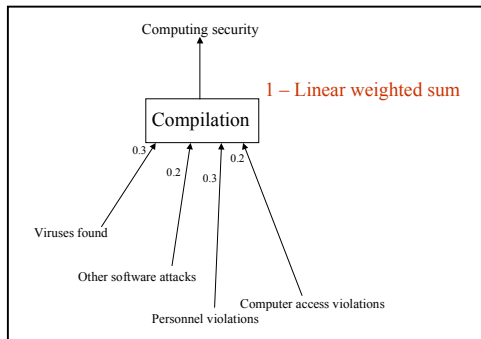 Computing security
1 – Linear weighted sum
Compilation
0.3
0.2
0.3
0.2
Viruses found
Other software attacks
Computer access violations
Personnel violations